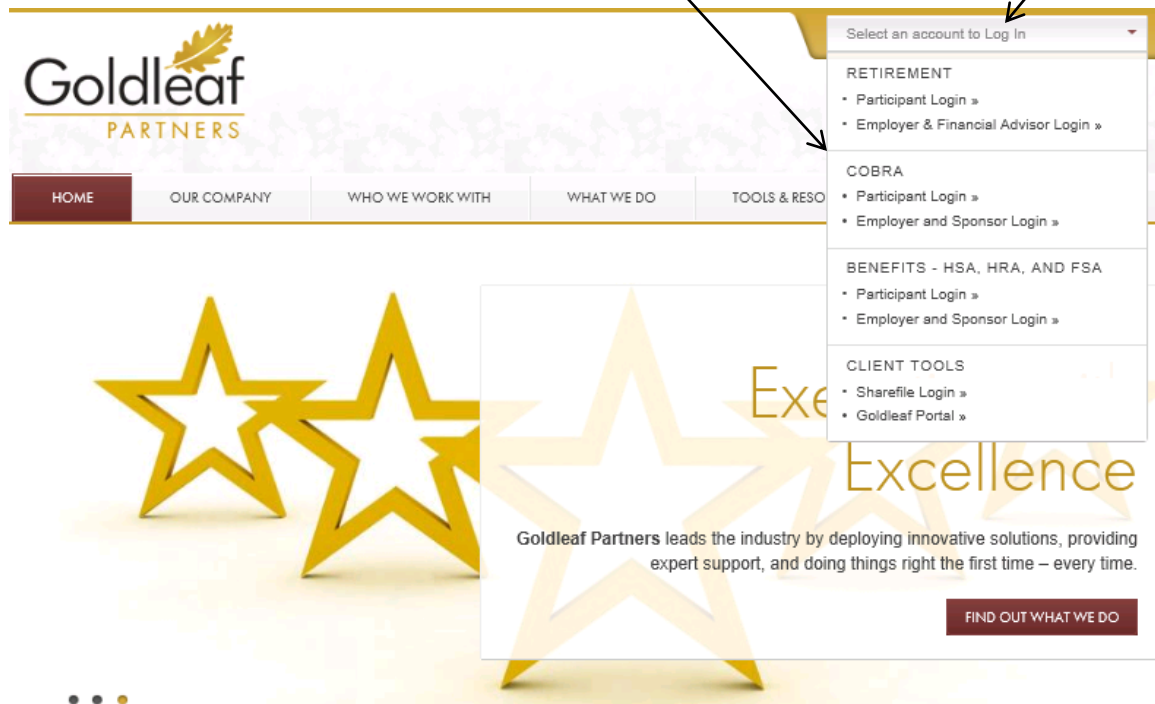 Select an account to Log In
Goldleaf
PARTNERS
RETIREMENT
• Participant Login »
• Employer & Financial Advisor Login »
COBRA
• Participant Login »
• Employer and Sponsor Login »
BENEFITS - HSA, HRA, AND FSA
• Participant Login »
• Employer and Sponsor Login »
CLIENT TOOLS
• Sharefile Login »
• Goldleaf Portal »
HOME OUR COMPANY WHO WE WORK WITH WHAT WE DO TOOLS & RESO
Exe
Excellence
Goldleaf Partners leads the industry by deploying innovative solutions, providing
expert support, and doing things right the first time – every time.
FIND OUT WHAT WE DO